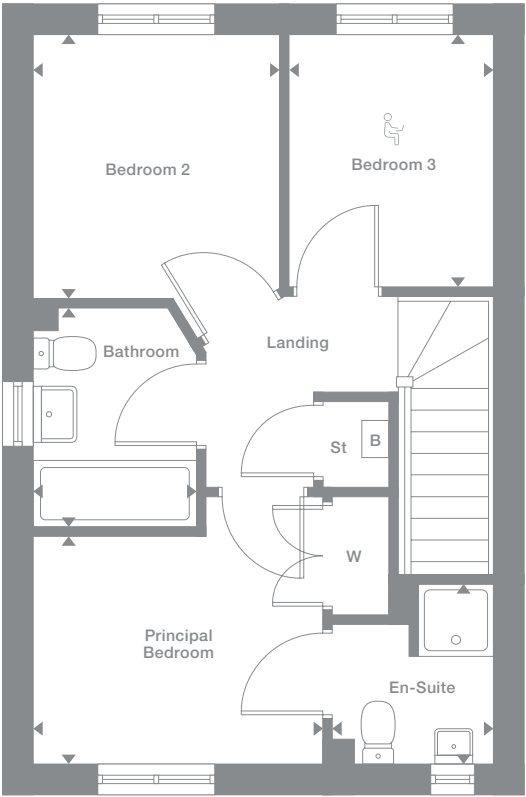 Bedroom 2
Bedroom 3
Bathroom
Landing
St
B
W
Principal
Bedroom
En-Suite